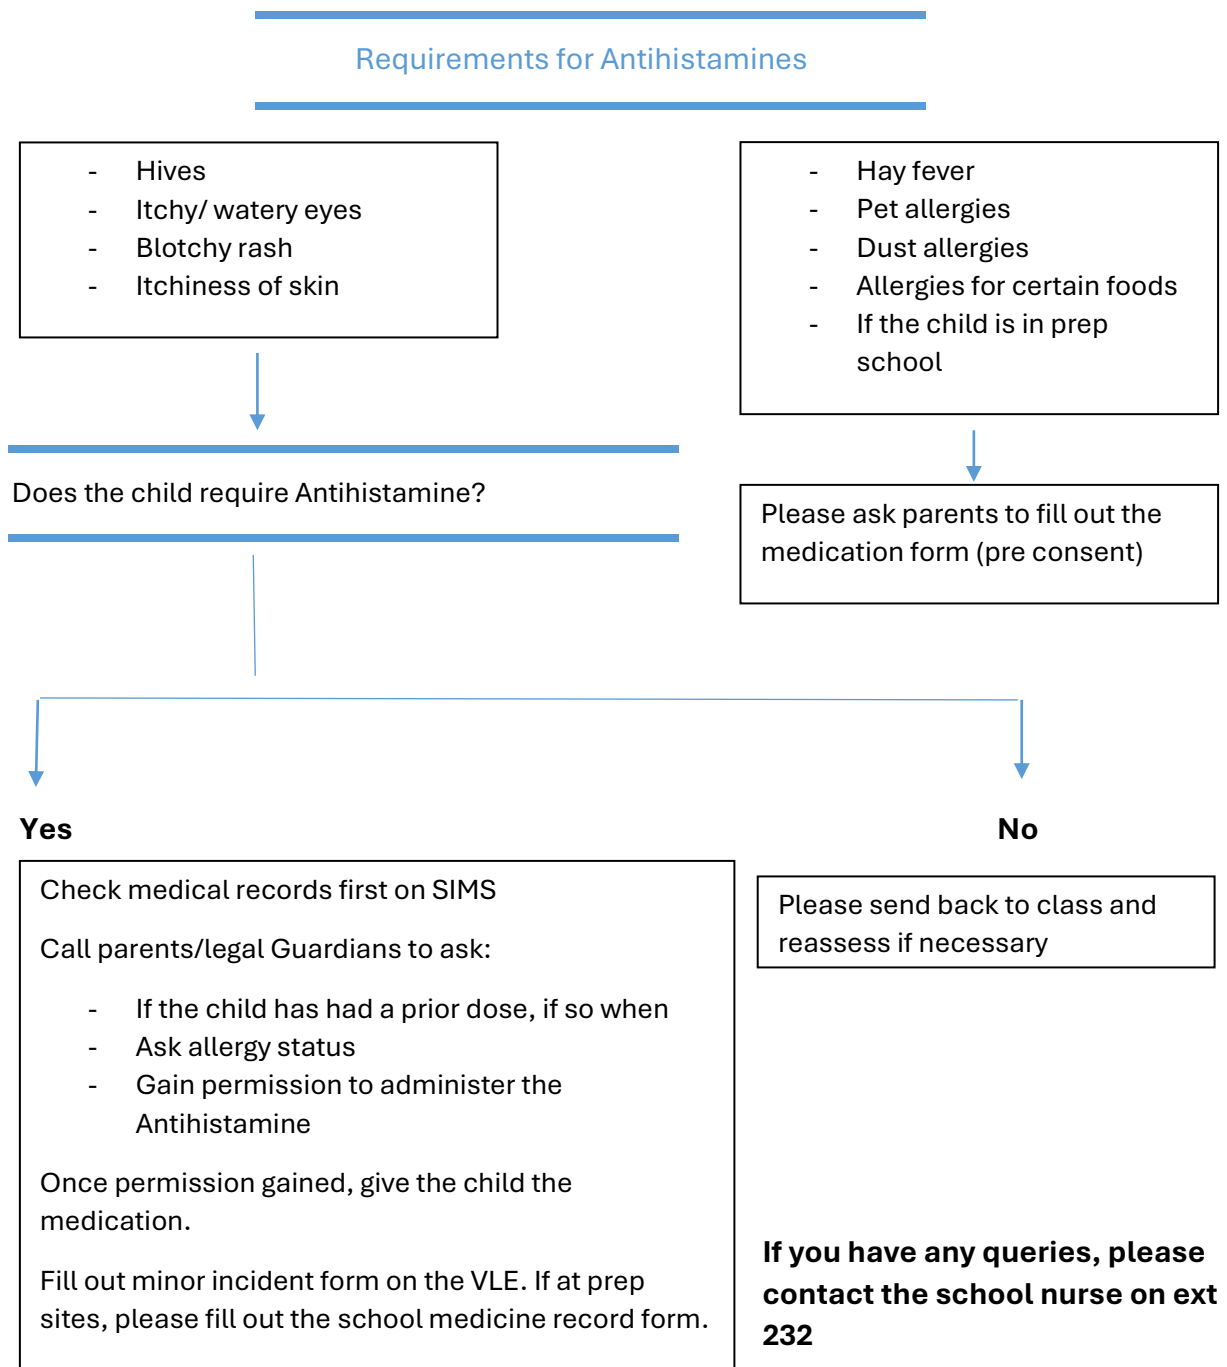 Requirements for Antihistamines
- Hives
- Itchy/ watery eyes
- Blotchy rash
- Itchiness of skin
- Hay fever
- Pet allergies
- Dust allergies
- Allergies for certain foods
- If the child is in prep
school
Does the child require Antihistamine?
Please ask parents to fill out the
medication form (pre consent)
Yes
No
Check medical records first on SIMS
Call parents/legal Guardians to ask:
- If the child has had a prior dose, if so when
- Ask allergy status
- Gain permission to administer the
Antihistamine
Once permission gained, give the child the
medication.
Fill out minor incident form on the VLE. If at prep
sites, please fill out the school medicine record form.
Please send back to class and
reassess if necessary
If you have any queries, please
contact the school nurse on ext
232